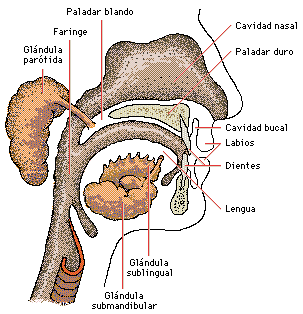 Paladar blando
Faringe
Glándula
parótida
Cavidad nasal
Paladar duro
Cavidad bucal
Labios
Dientes
Lengua
Glándula
sublingual
Glándula
submandibular